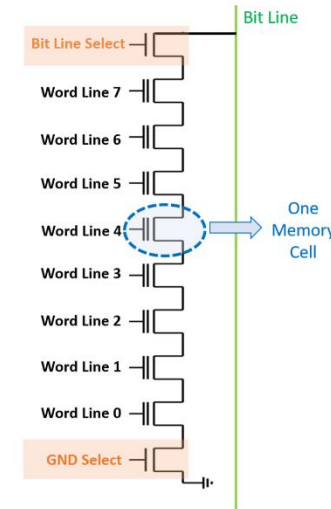 Bit Line
Bit Line Select
Word Line 7
Word Line 6
Word Line 5
Word Line 4
One
Memory
Cell
Word Line 3
Word Line 2
Word Line 1
Word Line 0
GND Select